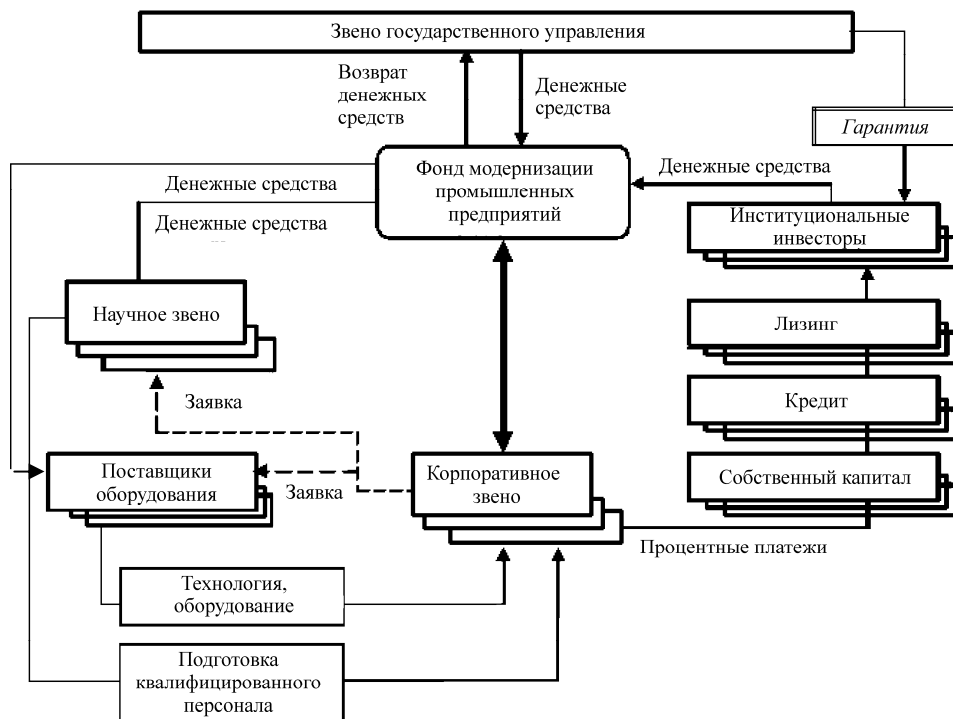 Звено государственного управления
Возврат
денежных
средств
Денежные
средства
Гарантия
Фонд модернизации
промышленных
предприятий
Денежные средства
Денежные средства
Денежные средства
Институциональные
инвесторы
Научное звено
Лизинг
Заявка
Кредит
Поставщики
оборудования
Заявка
Корпоративное
звено
Собственный капитал
Процентные платежи
Технология,
оборудование
Подготовка
квалифицированного
персонала